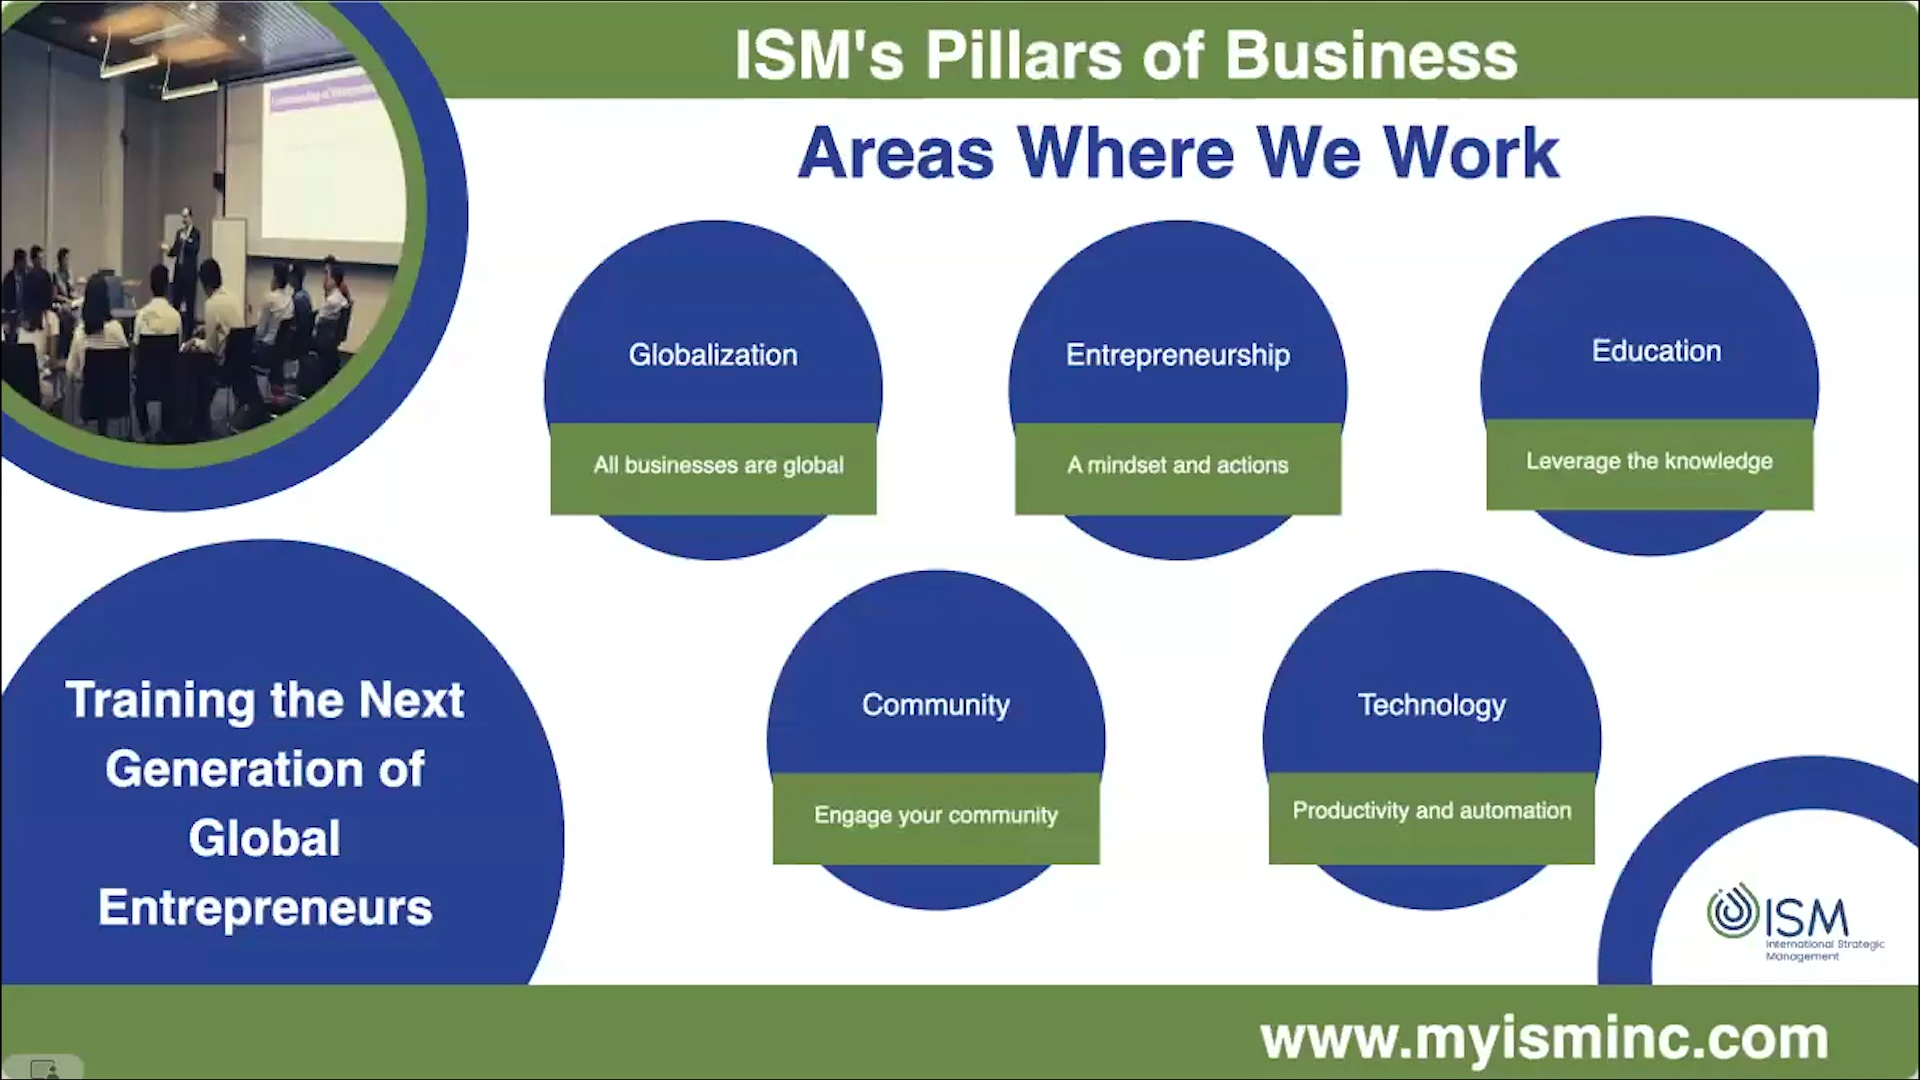 ISM's Pillars of Business
Areas Where We Work
Globalization
All businesses are global
Entrepreneurship
A mindset and actions
Education
Leverage the knowledge
Community
Engage your community
Technology
Productivity and automation
Training the Next
Generation of
Global
Entrepreneurs
ISM
International Strategic
Management
www.myisminc.com